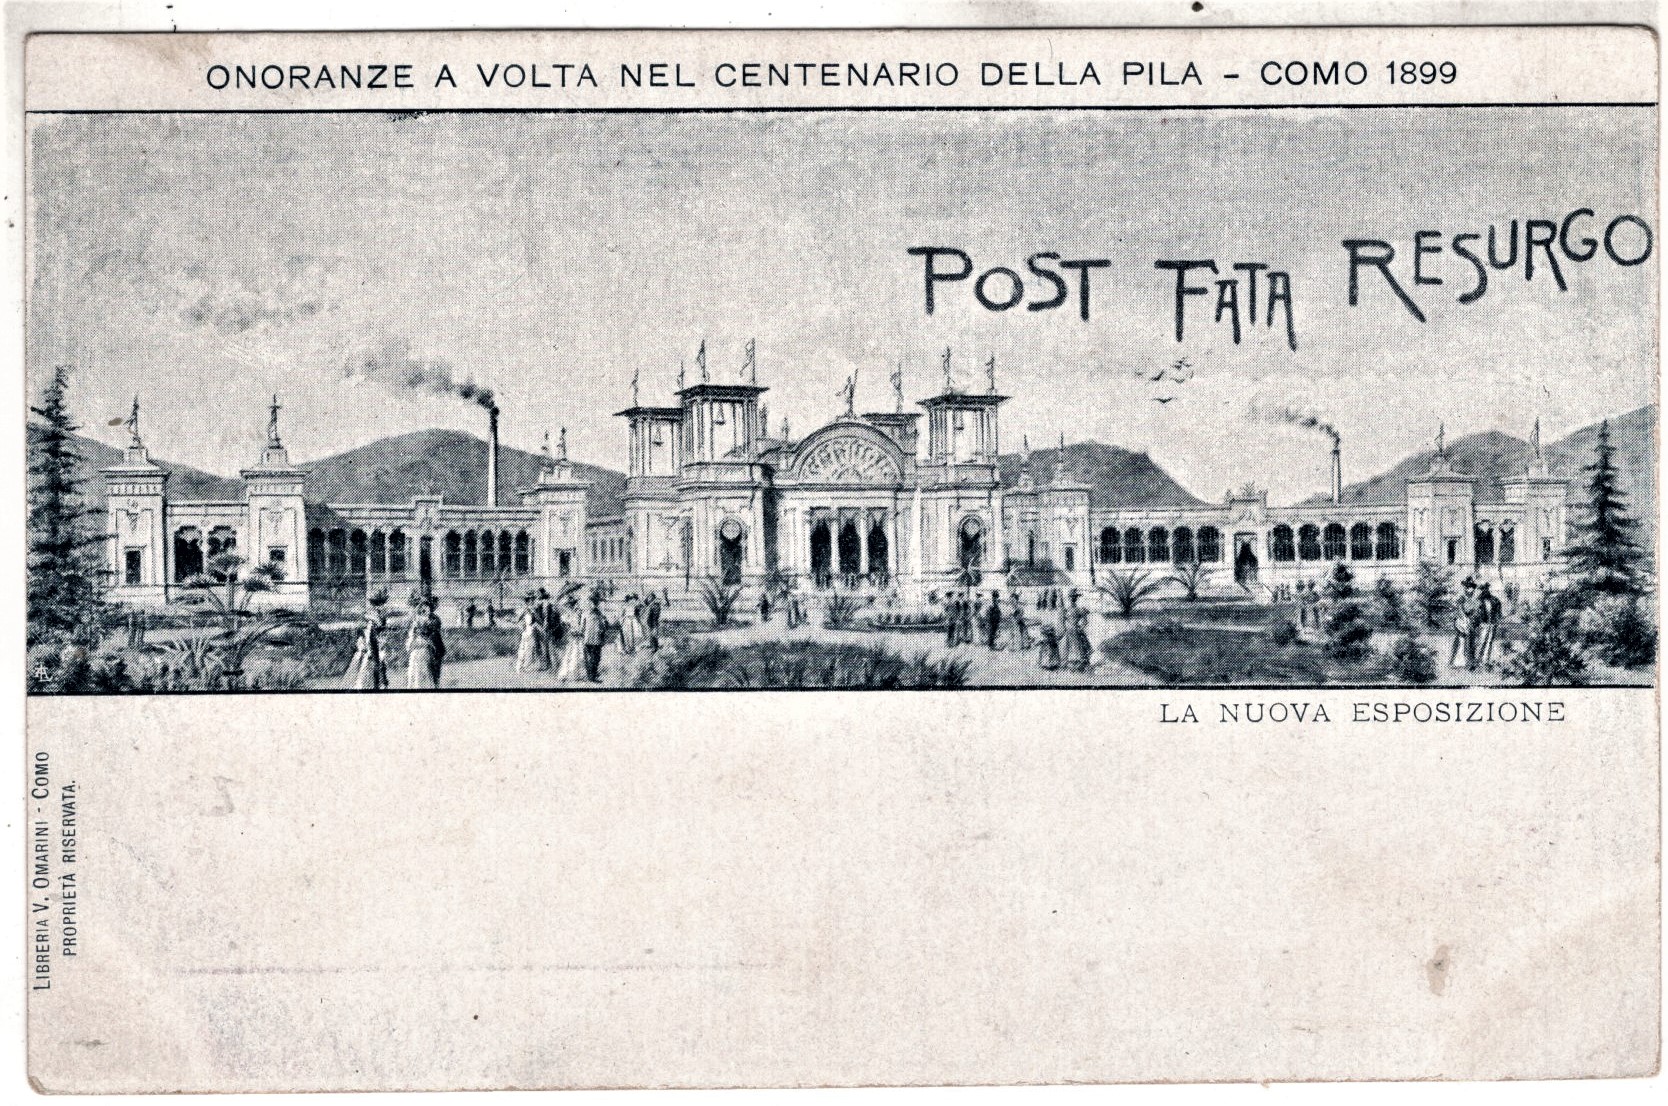 ONORANZE A VOLTA NEL CENTENARIO DELLA PILA – COMO 1899
POST FATA RESURGO
LA NUOVA ESPOSIZIONE
LIBRERIA V. OMARINI - COMO
PROPRIETÀ RISERVATA.